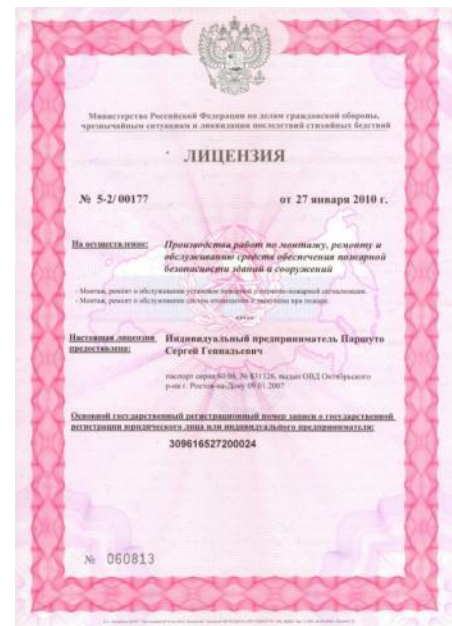 Министерство Российской Федерации по делам гражданской обороны,
чрезвычайным ситуациям и ликвидации последствий стихийных бедствий
ЛИЦЕНЗИЯ
№ 5-2/ 00177 от 27 января 2010 г.
На осуществление: Производства работ по монтажу, ремонту и
обслуживанию средств обеспечения пожарной
безопасности зданий и сооружений
- Монтаж, ремонт и обслуживание установок пожарной и охранно-пожарной сигнализации.
- Монтаж, ремонт и обслуживание систем оповещения и эвакуации при пожаре.
Настоящая лицензия Индивидуальный предприниматель Паршуто
предоставлена: Сергей Геннадьевич
паспорт серия 60 08, № 831126, выдан ОВД Октябрьского
р-на г. Ростов-на-Дону 09.01.2007
Основной государственный регистрационный номер записи о государственной
регистрации юридического лица или индивидуального предпринимателя:
309616527200024
№ 060813